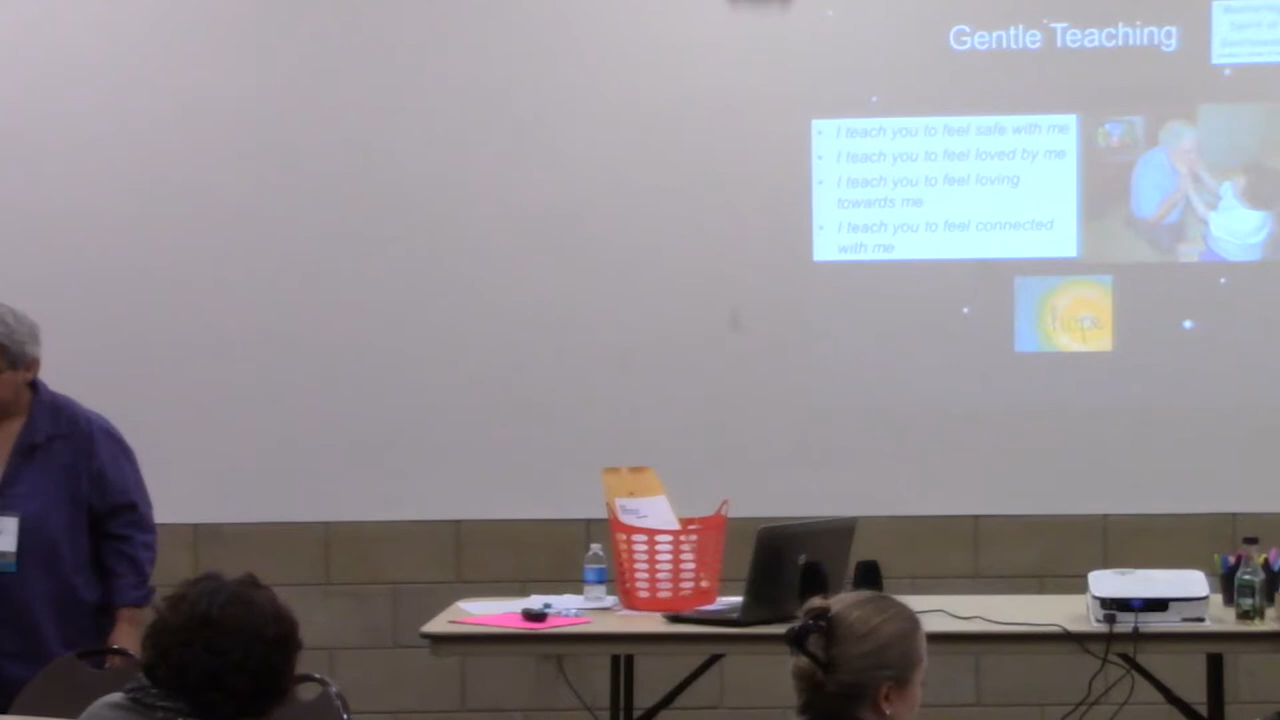 Gentle Teaching
• I teach you to feel safe with me
• I teach you to feel loved by me
• I teach you to feel loving
towards me
• I teach you to feel connected
with me
hope